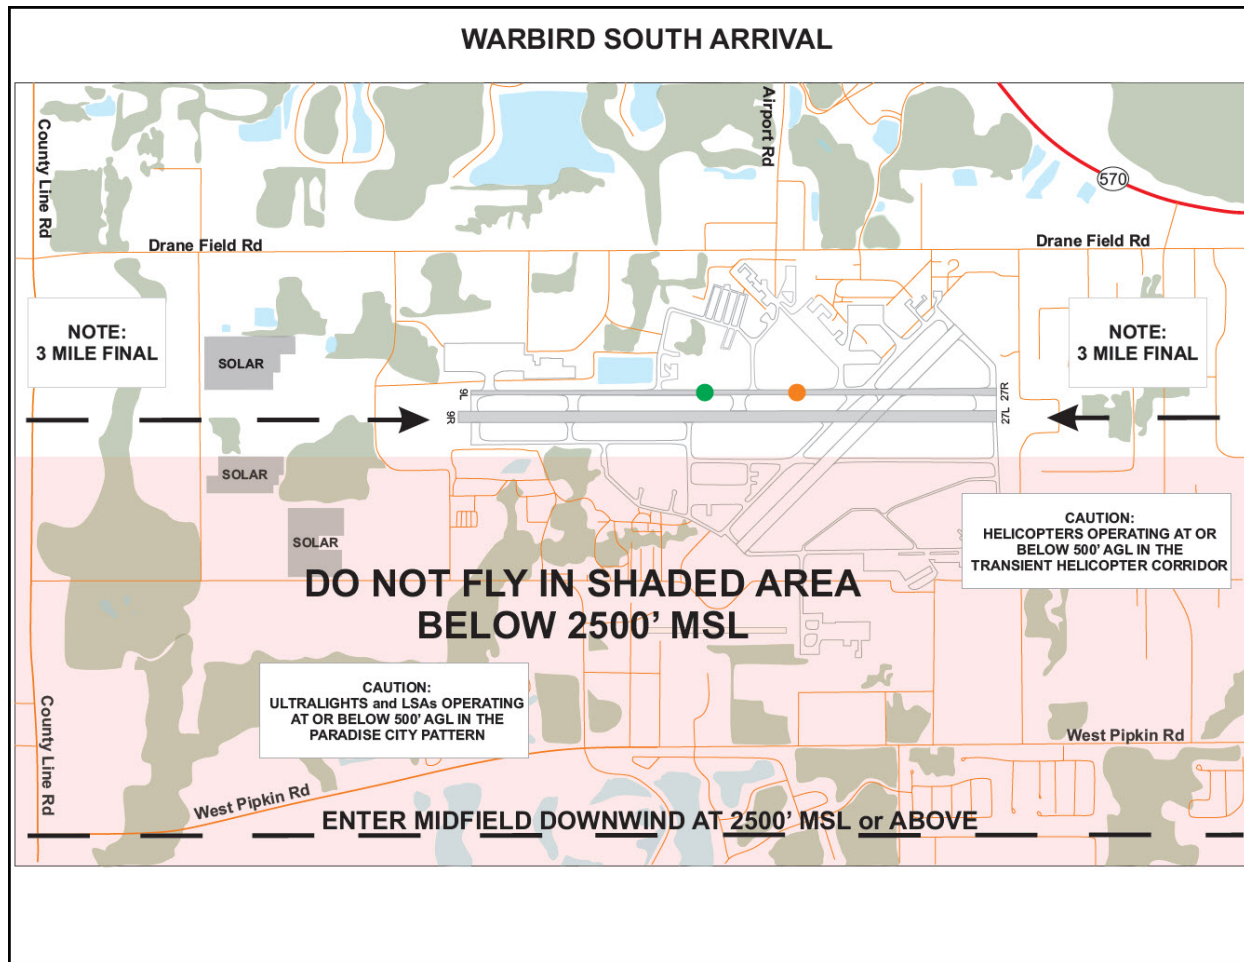 WARBIRD SOUTH ARRIVAL
County Line Rd
Airport Rd
570
Drane Field Rd
Drane Field Rd
NOTE:
3 MILE FINAL
NOTE:
3 MILE FINAL
SOLAR
9L
27R
9R
27L
SOLAR
SOLAR
CAUTION:
HELICOPTERS OPERATING AT OR
BELOW 500' AGL IN THE
TRANSIENT HELICOPTER CORRIDOR
DO NOT FLY IN SHADED AREA
BELOW 2500' MSL
CAUTION:
ULTRALIGHTS and LSAs OPERATING
AT OR BELOW 500' AGL IN THE
PARADISE CITY PATTERN
County Line Rd
West Pipkin Rd
West Pipkin Rd
ENTER MIDFIELD DOWNWIND AT 2500' MSL or ABOVE